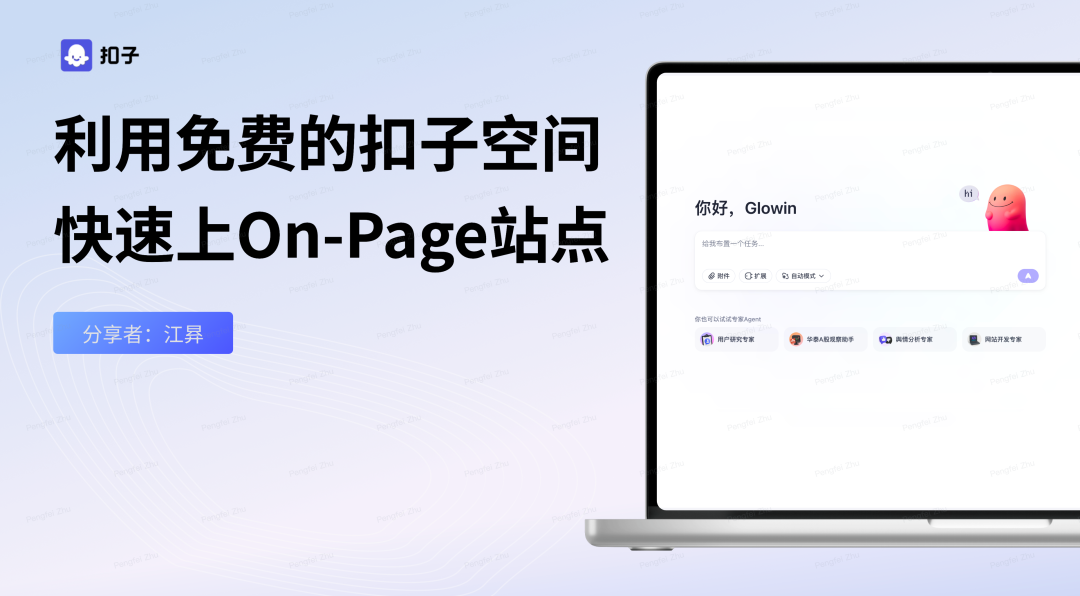 扣子
利用免费的扣子空间
快速上On-Page站点
分享者：江昪
hi
你好，Glowin
给我布置一个任务...
附件
扩展
自动模式
你也可以试试专家Agent
用户研究专家
华泰A股观察助手
舆情分析专家
网站开发专家
Pengfei Zhu